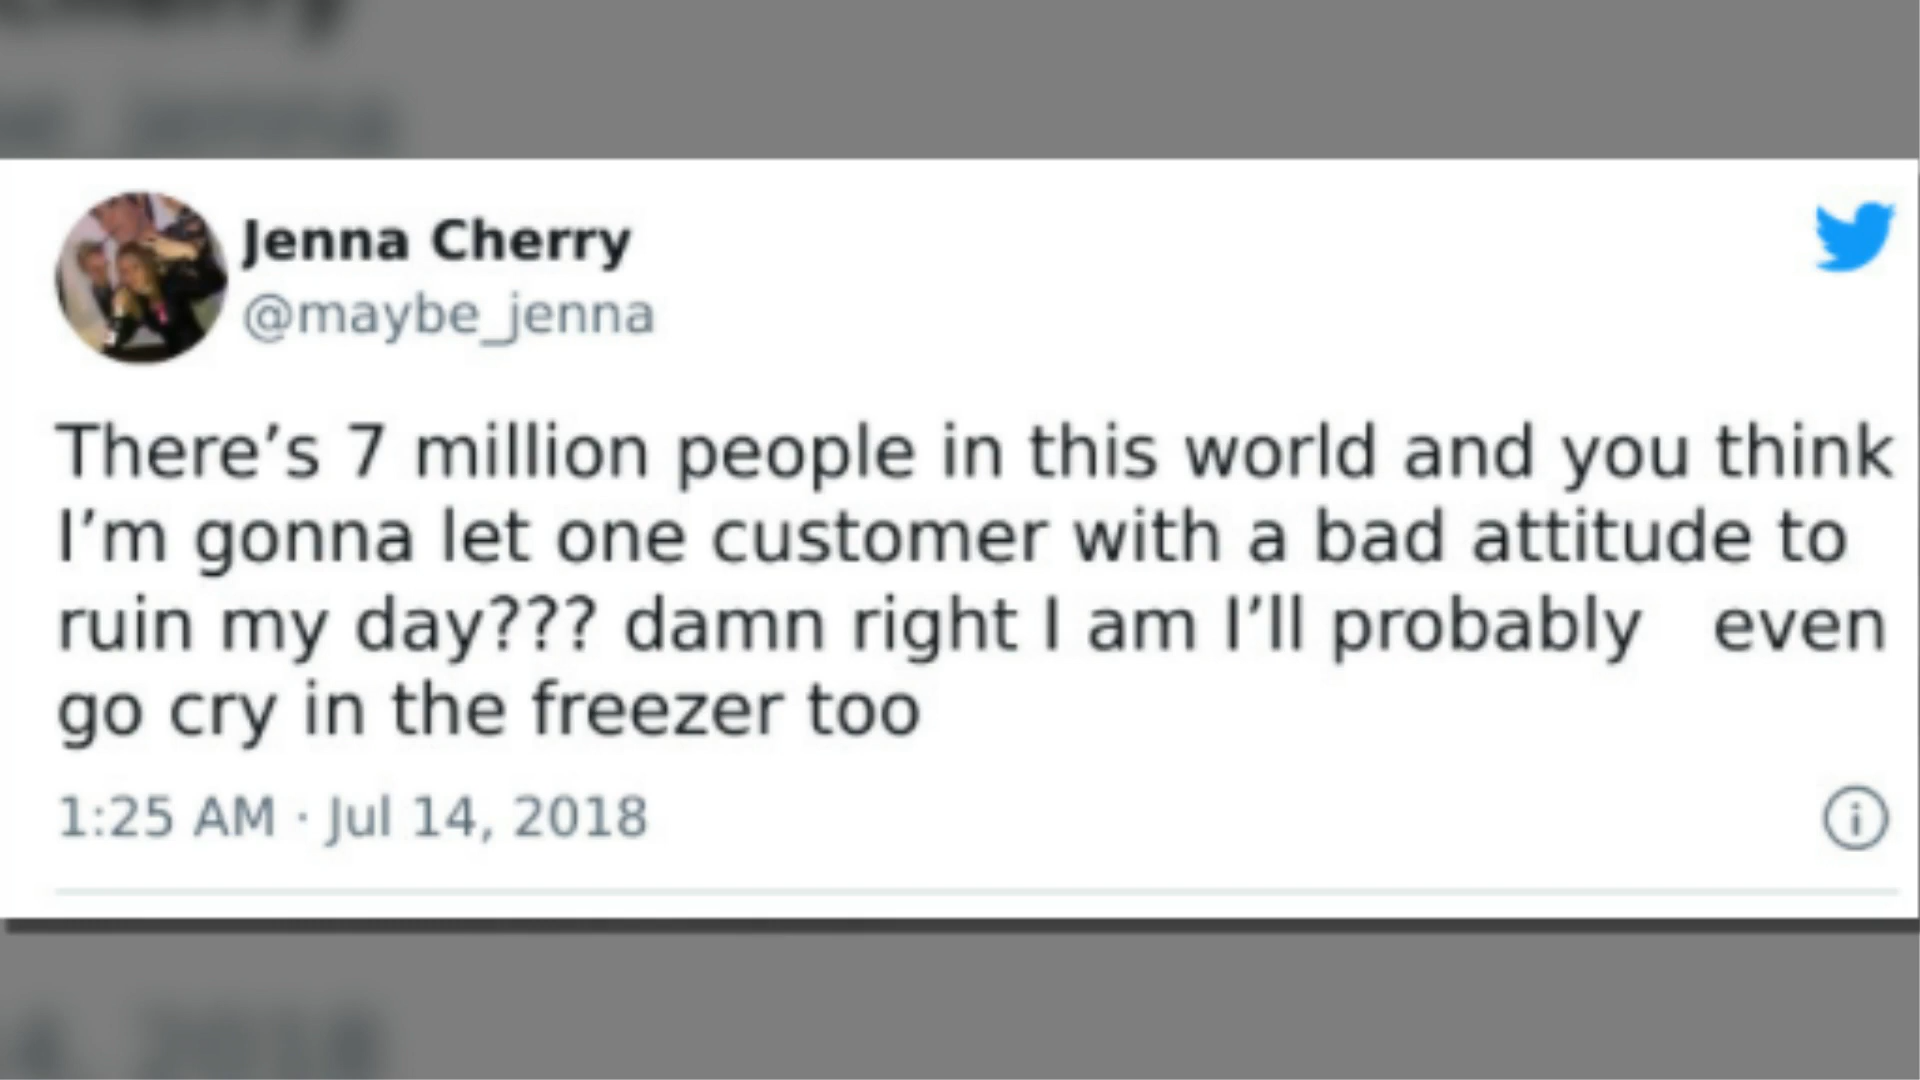 Jenna Cherry
@maybe_jenna
There’s 7 million people in this world and you think
I’m gonna let one customer with a bad attitude to
ruin my day??? damn right I am I’ll probably   even
go cry in the freezer too
1:25 AM · Jul 14, 2018